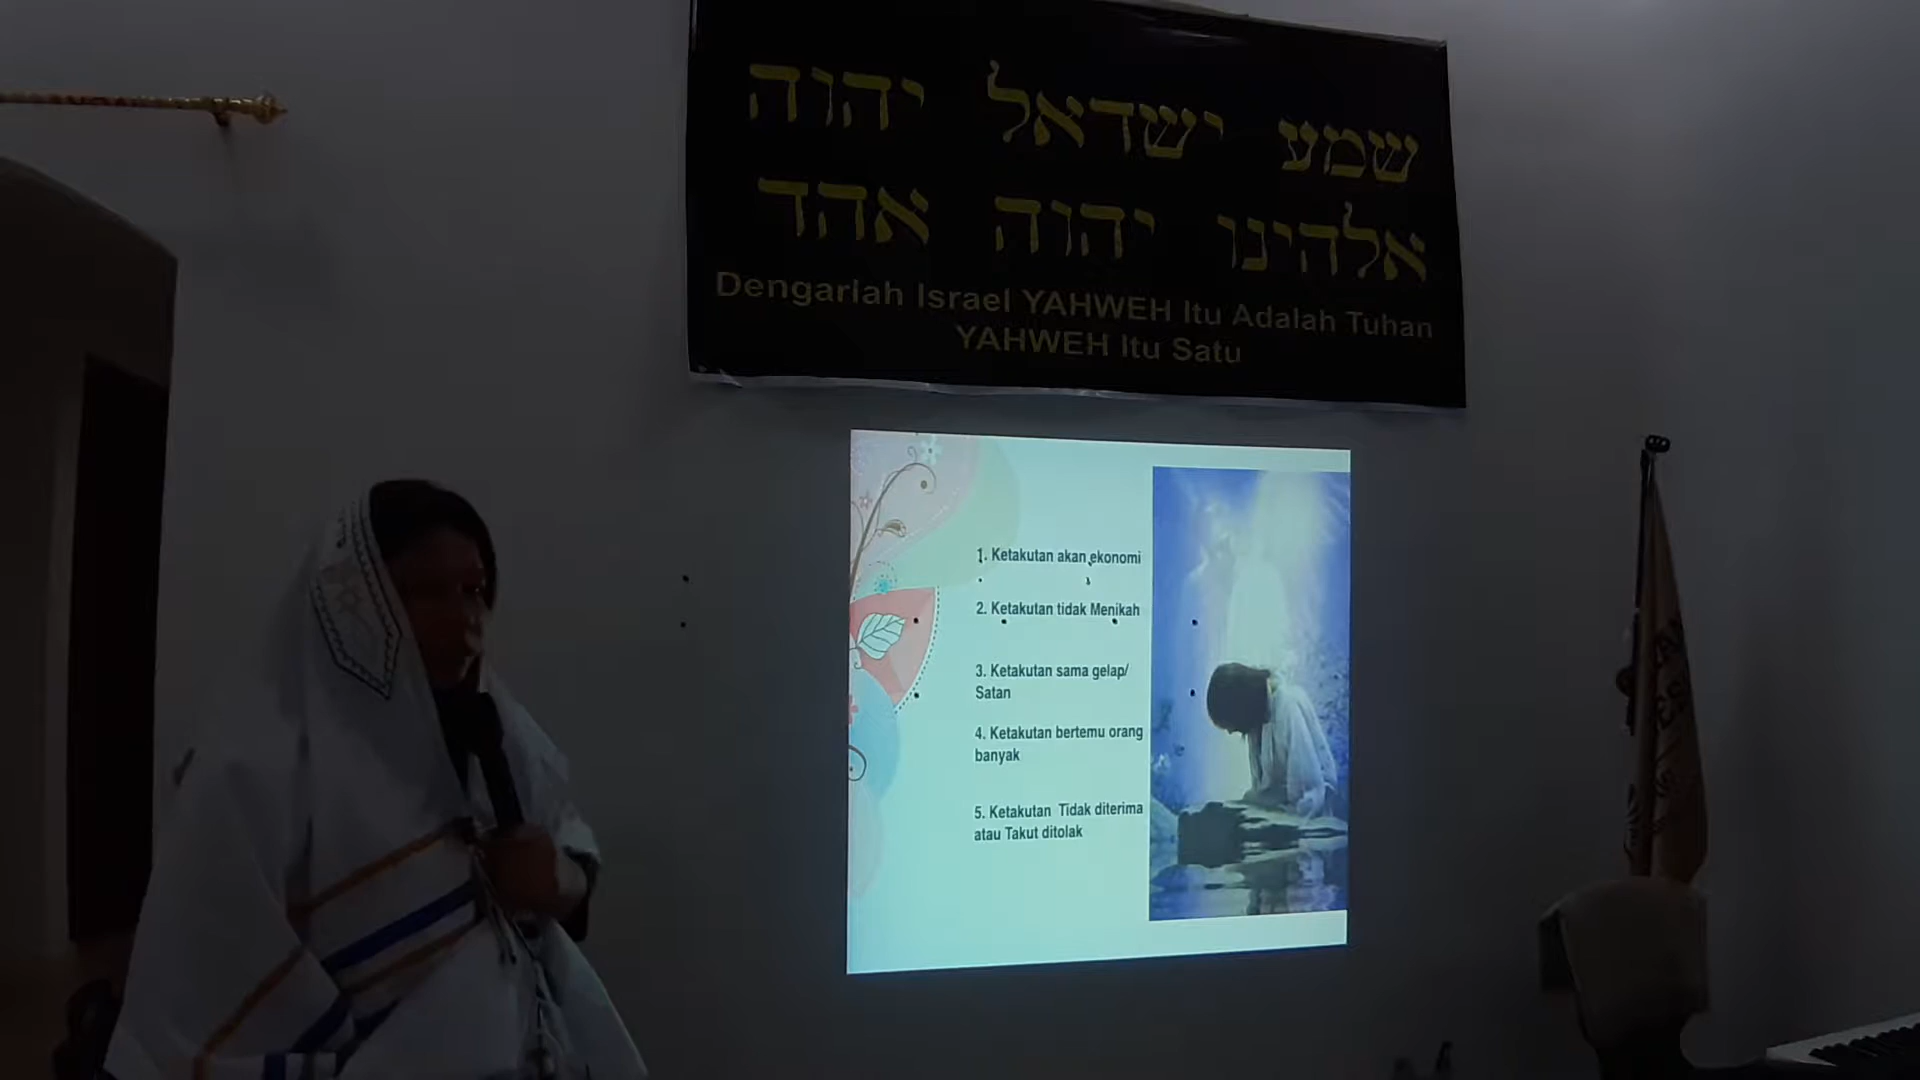 שמע ישדאל יהוה
אלהינו יהוה אהד
Dengarlah Israel YAHWEH Itu Adalah Tuhan
YAHWEH Itu Satu
1. Ketakutan akan ekonomi
2. Ketakutan tidak Menikah
3. Ketakutan sama gelap/
Satan
4. Ketakutan bertemu orang
banyak
5. Ketakutan Tidak diterima
atau Takut ditolak